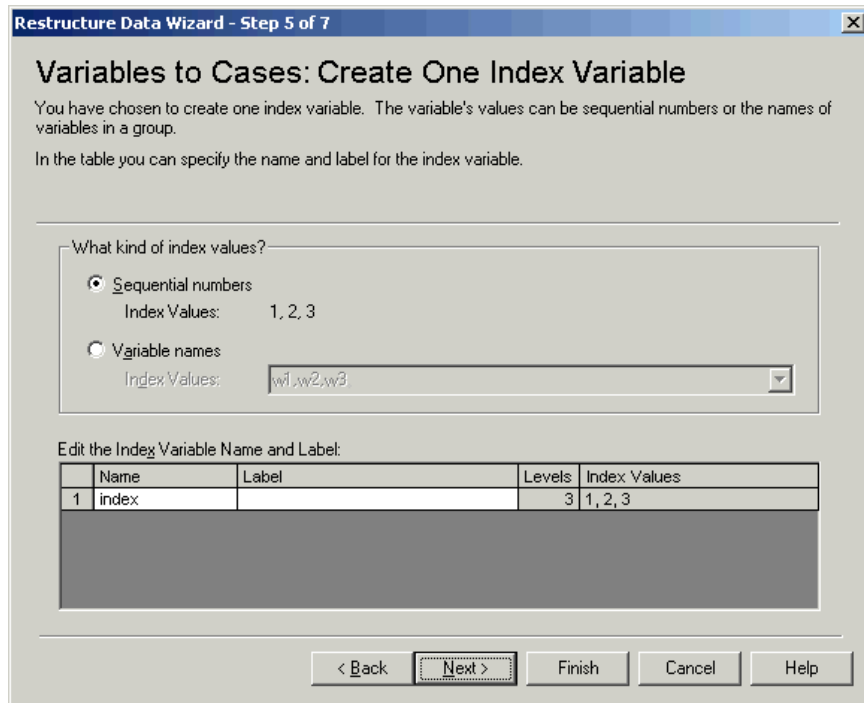 Restructure Data Wizard - Step 5 of 7
Variables to Cases: Create One Index Variable
You have chosen to create one index variable.  The variable's values can be sequential numbers or the names of
variables in a group.
In the table you can specify the name and label for the index variable.
What kind of index values?
Sequential numbers
Index Values: 1, 2, 3
Variable names
Index Values: w1,w2,w3
Edit the Index Variable Name and Label:
Name Label Levels Index Values
1 index 3 1, 2, 3
< Back Next > Finish Cancel Help